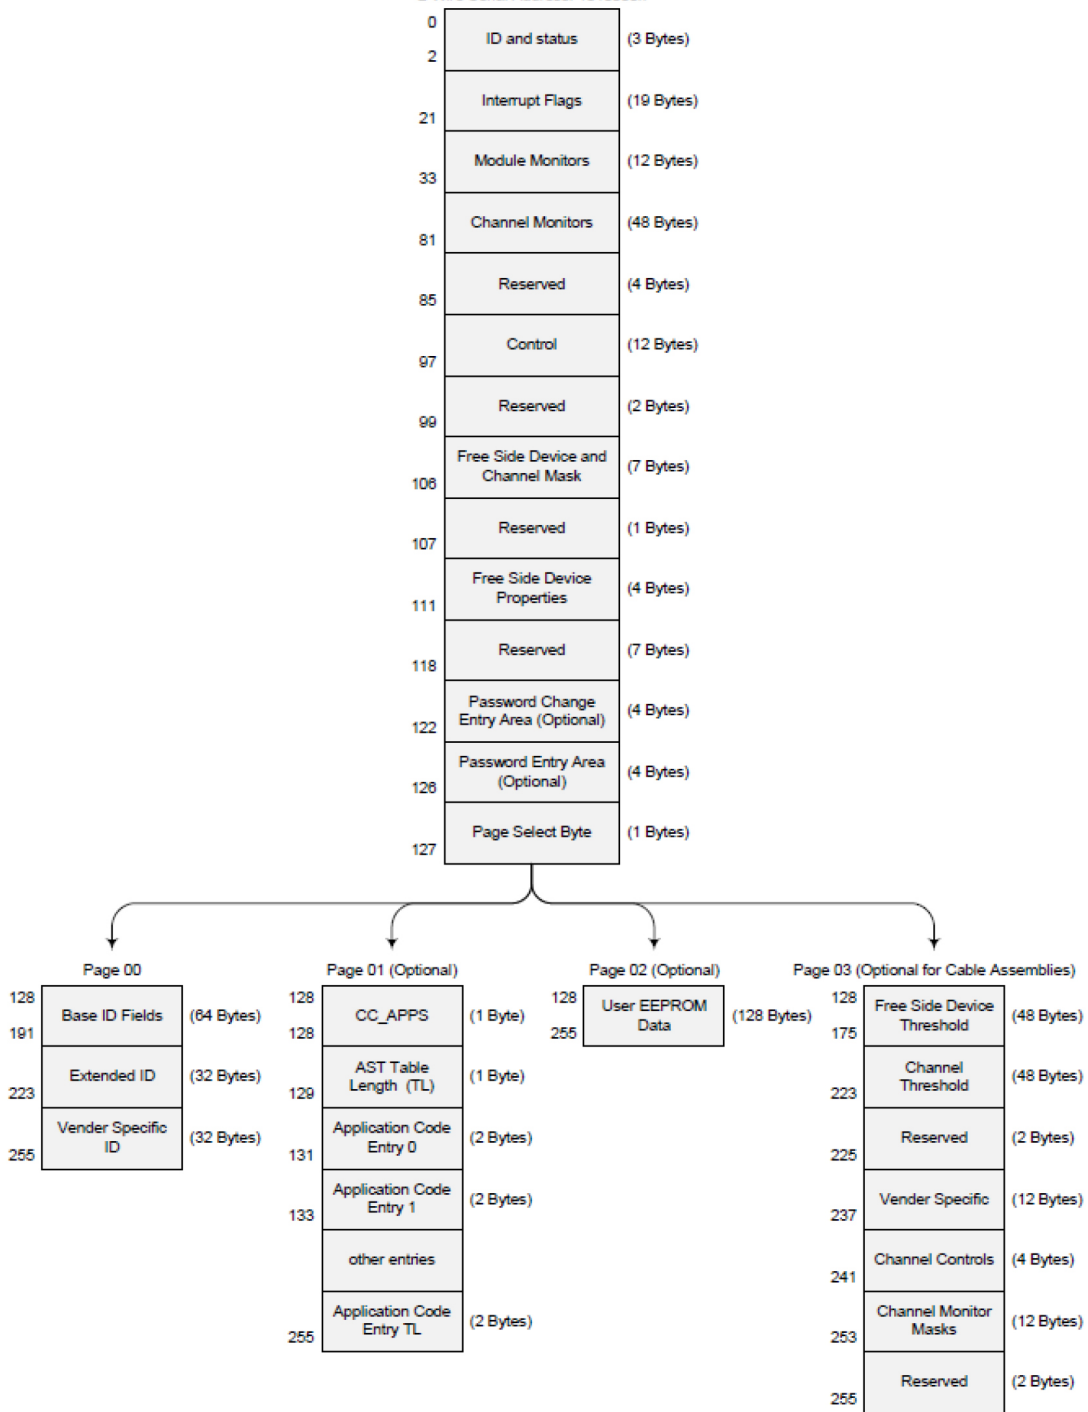 0
ID and status
(3 Bytes)
2
Interrupt Flags
(19 Bytes)
21
Module Monitors
(12 Bytes)
33
Channel Monitors
(48 Bytes)
81
Reserved
(4 Bytes)
85
Control
(12 Bytes)
97
Reserved
(2 Bytes)
99
Free Side Device and
Channel Mask
(7 Bytes)
106
Reserved
(1 Bytes)
107
Free Side Device
Properties
(4 Bytes)
111
Reserved
(7 Bytes)
118
Password Change
Entry Area (Optional)
(4 Bytes)
122
Password Entry Area
(Optional)
(4 Bytes)
126
Page Select Byte
(1 Bytes)
127
Page 00
128
Base ID Fields
(64 Bytes)
191
Extended ID
(32 Bytes)
223
Vender Specific
ID
(32 Bytes)
255
Page 01 (Optional)
128
CC_APPS
(1 Byte)
128
AST Table
Length (TL)
(1 Byte)
129
Application Code
Entry 0
(2 Bytes)
131
Application Code
Entry 1
(2 Bytes)
133
other entries
Application Code
Entry TL
(2 Bytes)
255
Page 02 (Optional)
128
User EEPROM
Data
(128 Bytes)
255
Page 03 (Optional for Cable Assemblies)
128
Free Side Device
Threshold
(48 Bytes)
175
Channel
Threshold
(48 Bytes)
223
Reserved
(2 Bytes)
225
Vender Specific
(12 Bytes)
237
Channel Controls
(4 Bytes)
241
Channel Monitor
Masks
(12 Bytes)
253
Reserved
(2 Bytes)
255